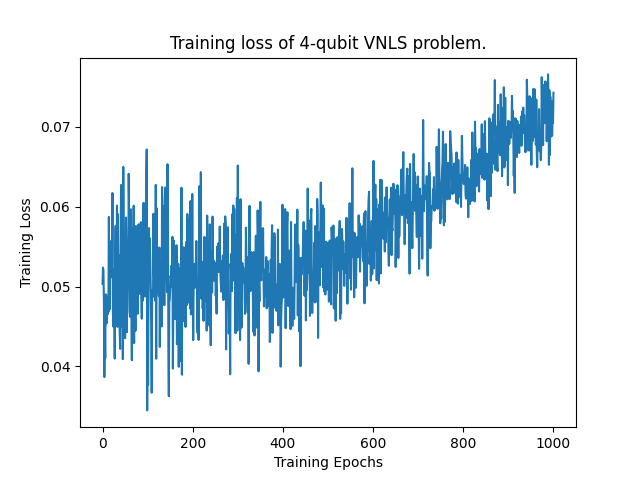 Training loss of 4-qubit VNLS problem.
0.07
0.06
0.05
0.04
Training Loss
0 200 400 600 800 1000
Training Epochs